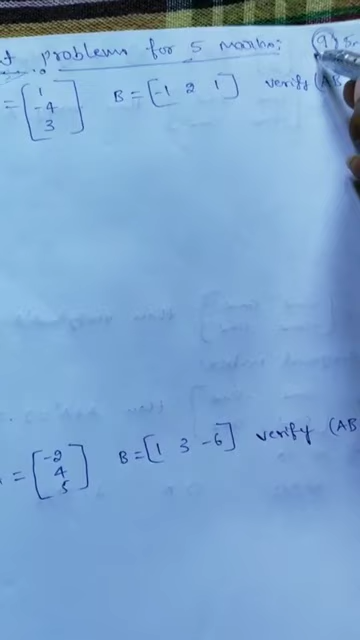 problems for 5 marks:
= [1 -4 3] B = [-1 2 1] verify (AB
= [-2 4 5] B = [1 3 -6] verify (AB